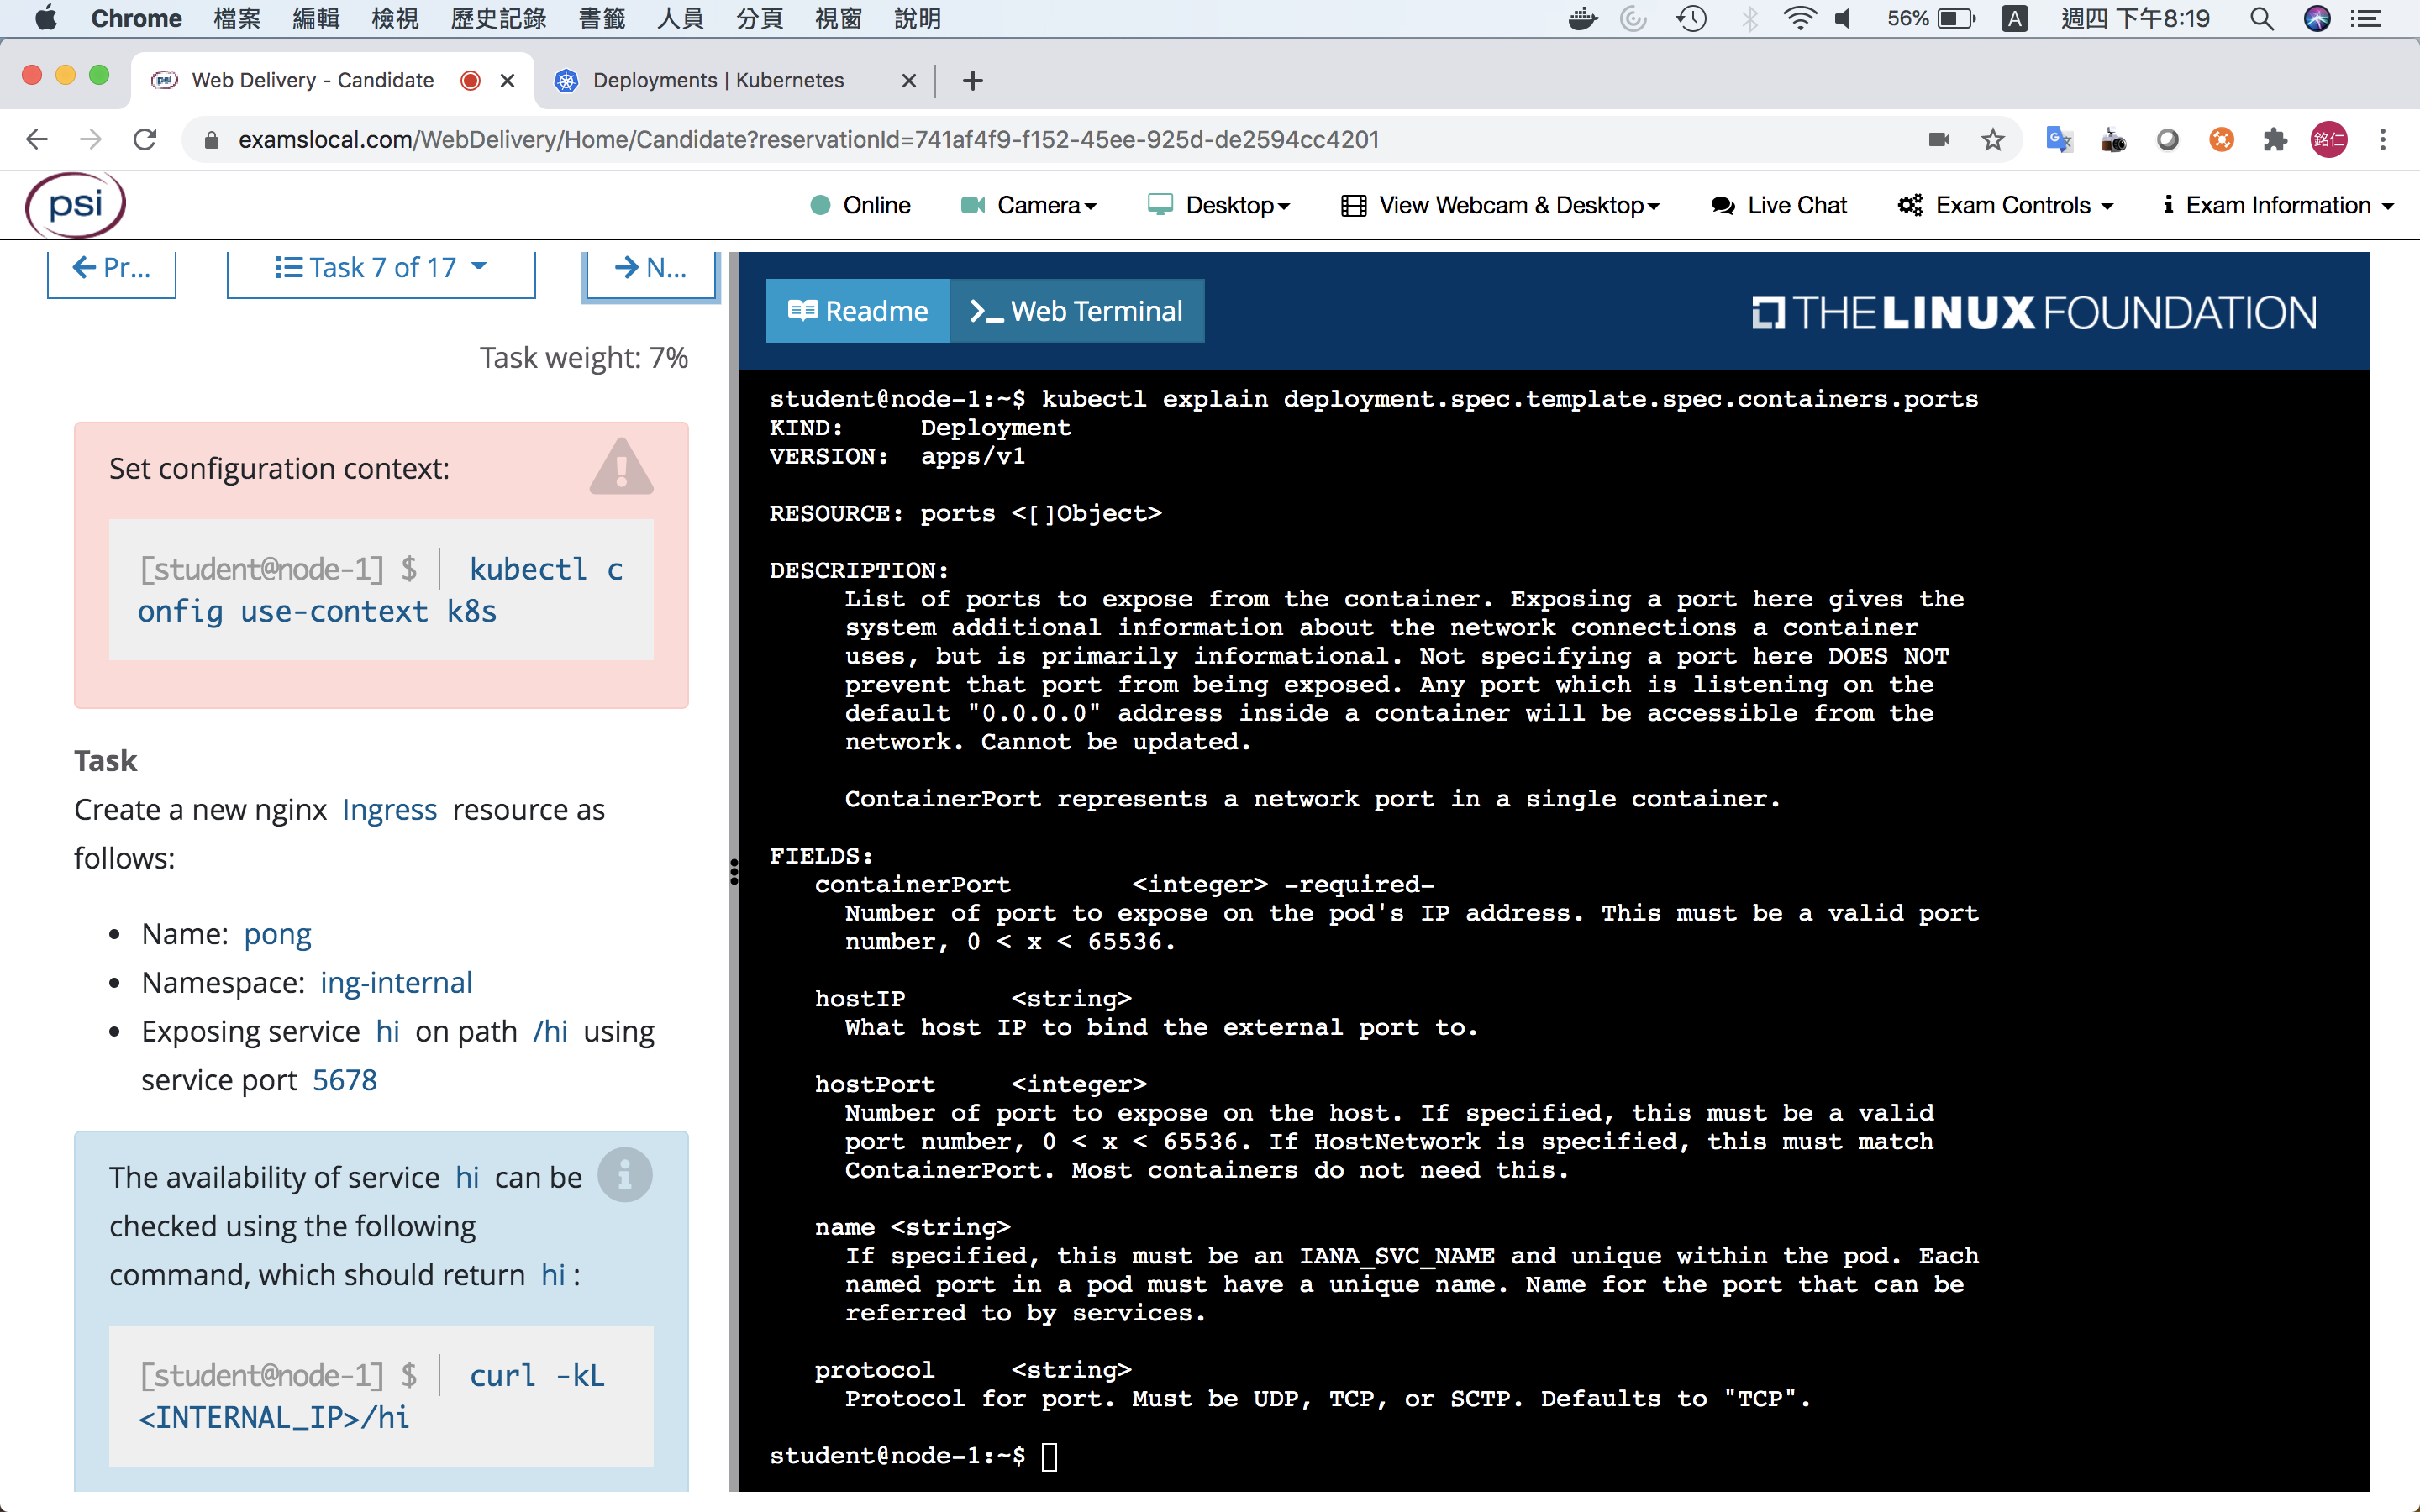 Chrome 檔案 編輯 檢視 歷史記錄 書籤 人員 分頁 視窗 說明 56% A 週四 下午8:19
psi Web Delivery - Candidate Deployments | Kubernetes
examslocal.com/WebDelivery/Home/Candidate?reservationId=741af4f9-f152-45ee-925d-de2594cc4201 銘仁
psi Online Camera Desktop View Webcam & Desktop Live Chat Exam Controls Exam Information
Pr... Task 7 of 17 N...
Task weight: 7%
Set configuration context:
[student@node-1] $ kubectl c
onfig use-context k8s
Task
Create a new nginx Ingress resource as
follows:
• Name: pong
• Namespace: ing-internal
• Exposing service hi on path /hi using
service port 5678
The availability of service hi can be
checked using the following
command, which should return hi :
[student@node-1] $ curl -kL
<INTERNAL_IP>/hi
Readme >_ Web Terminal THE LINUX FOUNDATION
student@node-1:~$ kubectl explain deployment.spec.template.spec.containers.ports
KIND: Deployment
VERSION: apps/v1
RESOURCE: ports <[]Object>
DESCRIPTION:
List of ports to expose from the container. Exposing a port here gives the
system additional information about the network connections a container
uses, but is primarily informational. Not specifying a port here DOES NOT
prevent that port from being exposed. Any port which is listening on the
default "0.0.0.0" address inside a container will be accessible from the
network. Cannot be updated.
ContainerPort represents a network port in a single container.
FIELDS:
containerPort <integer> -required-
Number of port to expose on the pod's IP address. This must be a valid port
number, 0 < x < 65536.
hostIP <string>
What host IP to bind the external port to.
hostPort <integer>
Number of port to expose on the host. If specified, this must be a valid
port number, 0 < x < 65536. If HostNetwork is specified, this must match
ContainerPort. Most containers do not need this.
name <string>
If specified, this must be an IANA_SVC_NAME and unique within the pod. Each
named port in a pod must have a unique name. Name for the port that can be
referred to by services.
protocol <string>
Protocol for port. Must be UDP, TCP, or SCTP. Defaults to "TCP".
student@node-1:~$